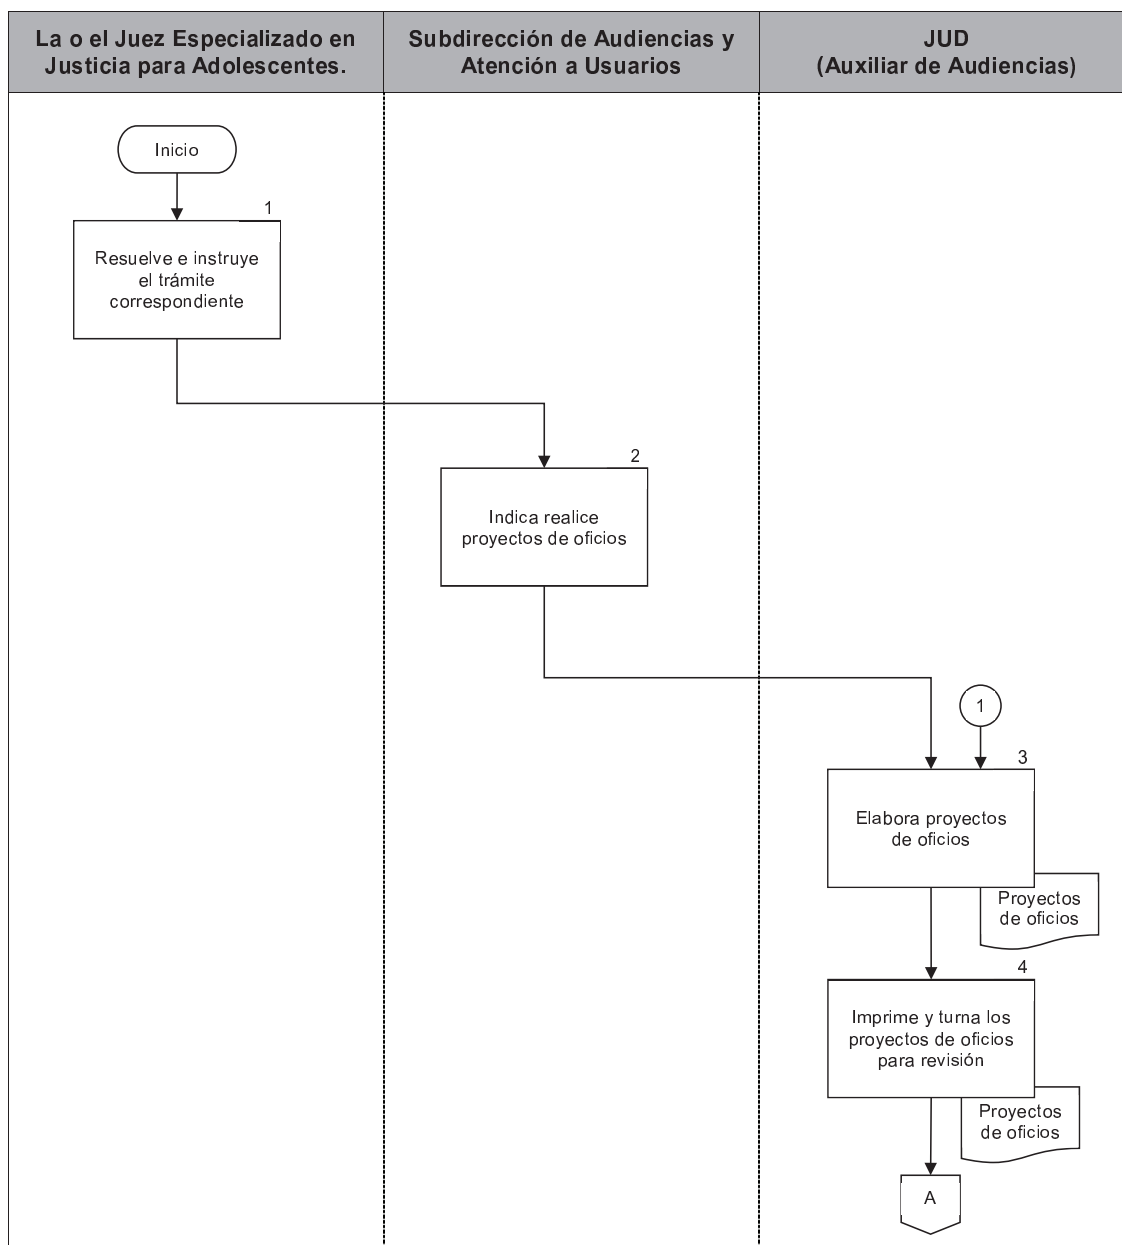 La o el Juez Especializado en
Justicia para Adolescentes.
Subdirección de Audiencias y
Atención a Usuarios
JUD
(Auxiliar de Audiencias)
Inicio
1
Resuelve e instruye
el trámite
correspondiente
2
Indica realice
proyectos de oficios
1
3
Elabora proyectos
de oficios
Proyectos
de oficios
4
Imprime y turna los
proyectos de oficios
para revisión
Proyectos
de oficios
A